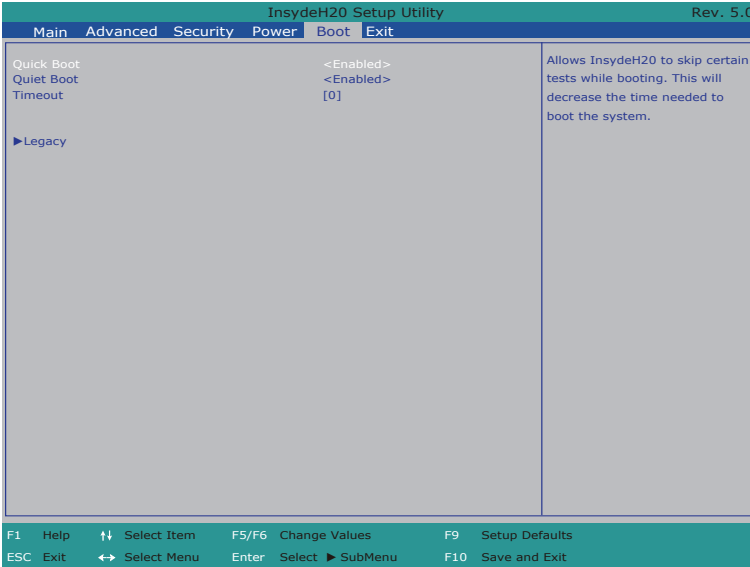 InsydeH20 Setup Utility Rev. 5.0
Main Advanced Security Power Boot Exit
Quick Boot <Enabled>
Quiet Boot <Enabled>
Timeout [0]
►Legacy
Allows InsydeH20 to skip certain
tests while booting. This will
decrease the time needed to
boot the system.
F1 Help ↑↓ Select Item F5/F6 Change Values F9 Setup Defaults
ESC Exit ↔ Select Menu Enter Select ► SubMenu F10 Save and Exit